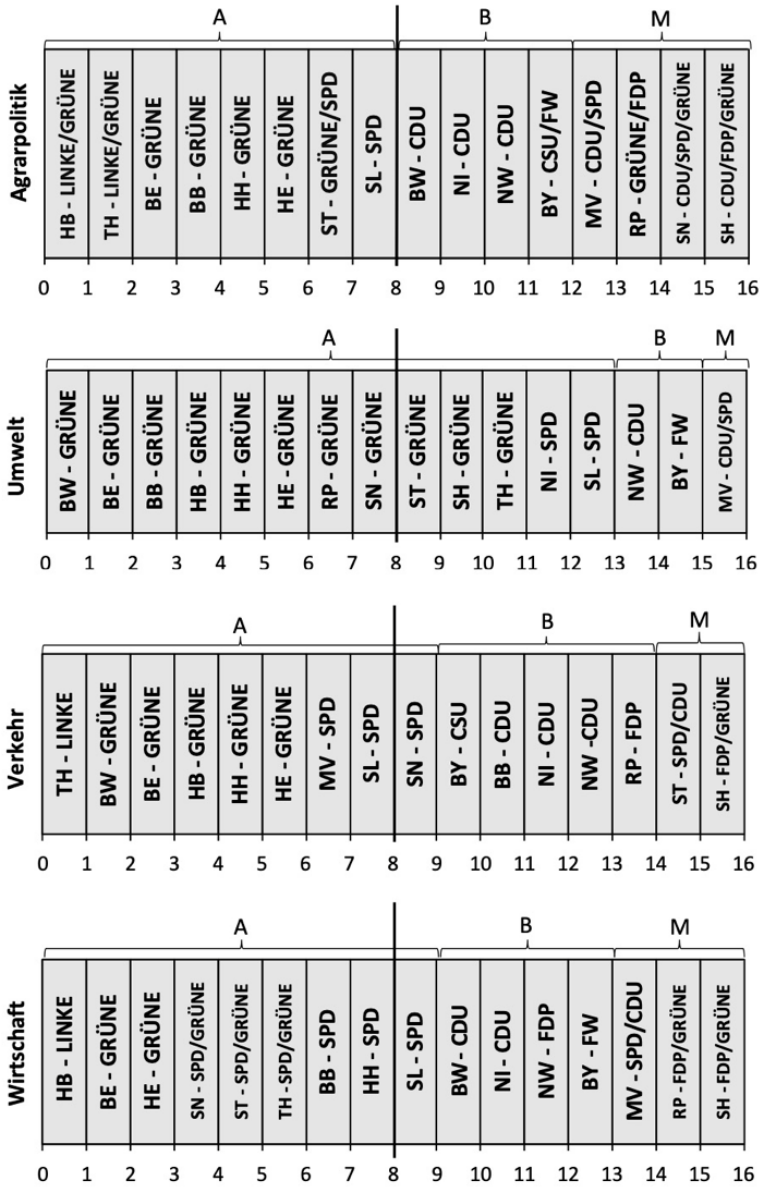 A B M
Agrarpolitik
HB - LINKE/GRÜNE
TH - LINKE/GRÜNE
BE - GRÜNE
BB - GRÜNE
HH - GRÜNE
HE - GRÜNE
ST - GRÜNE/SPD
SL - SPD
BW - CDU
NI - CDU
NW - CDU
BY - CSU/FW
MV - CDU/SPD
RP - GRÜNE/FDP
SN - CDU/SPD/GRÜNE
SH - CDU/FDP/GRÜNE
0 1 2 3 4 5 6 7 8 9 10 11 12 13 14 15 16
A B M
Umwelt
BW - GRÜNE
BE - GRÜNE
BB - GRÜNE
HB - GRÜNE
HH - GRÜNE
HE - GRÜNE
RP - GRÜNE
SN - GRÜNE
ST - GRÜNE
SH - GRÜNE
TH - GRÜNE
NI - SPD
SL - SPD
NW - CDU
BY - FW
MV - CDU/SPD
0 1 2 3 4 5 6 7 8 9 10 11 12 13 14 15 16
A B M
Verkehr
TH - LINKE
BW - GRÜNE
BE - GRÜNE
HB - GRÜNE
HH - GRÜNE
HE - GRÜNE
MV - SPD
SL - SPD
SN - SPD
BY - CSU
BB - CDU
NI - CDU
NW -CDU
RP - FDP
ST - SPD/CDU
SH - FDP/GRÜNE
0 1 2 3 4 5 6 7 8 9 10 11 12 13 14 15 16
A B M
Wirtschaft
HB - LINKE
BE - GRÜNE
HE - GRÜNE
SN - SPD/GRÜNE
ST - SPD/GRÜNE
TH - SPD/GRÜNE
BB - SPD
HH - SPD
SL - SPD
BW - CDU
NI - CDU
NW - FDP
BY - FW
MV - SPD/CDU
RP - FDP/GRÜNE
SH - FDP/GRÜNE
0 1 2 3 4 5 6 7 8 9 10 11 12 13 14 15 16